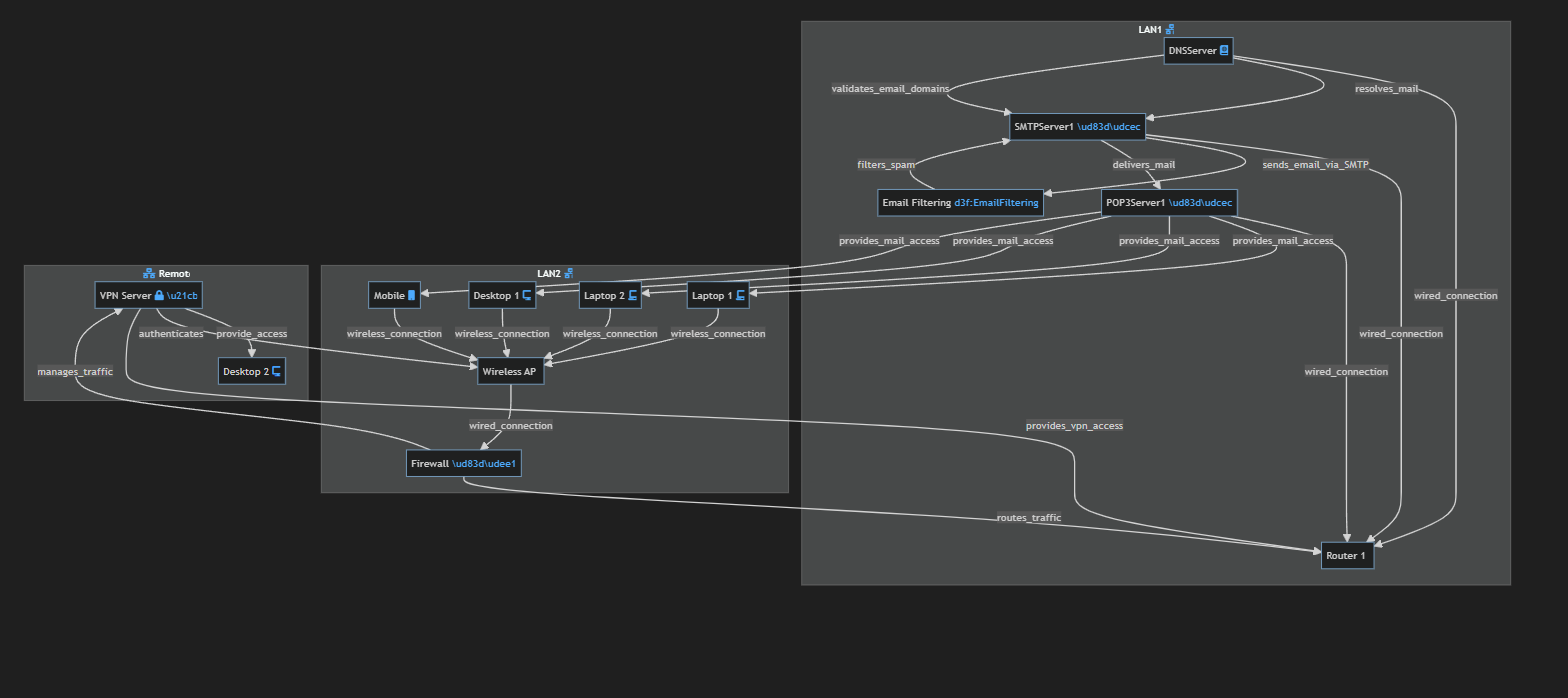 LAN1
DNSServer
validates_email_domains
resolves_mail
SMTPServer1 \ud83d\udcec
filters_spam
delivers_mail
sends_email_via_SMTP
Email Filtering d3f:EmailFiltering
POP3Server1 \ud83d\udcec
provides_mail_access
provides_mail_access
provides_mail_access
provides_mail_access
Remot
LAN2
VPN Server \u21cb
Mobile
Desktop 1
Laptop 2
Laptop 1
wired_connection
authenticates
provide_access
wireless_connection
wireless_connection
wireless_connection
wireless_connection
wired_connection
manages_traffic
Desktop 2
Wireless AP
wired_connection
wired_connection
provides_vpn_access
Firewall \ud83d\udee1
routes_traffic
Router 1